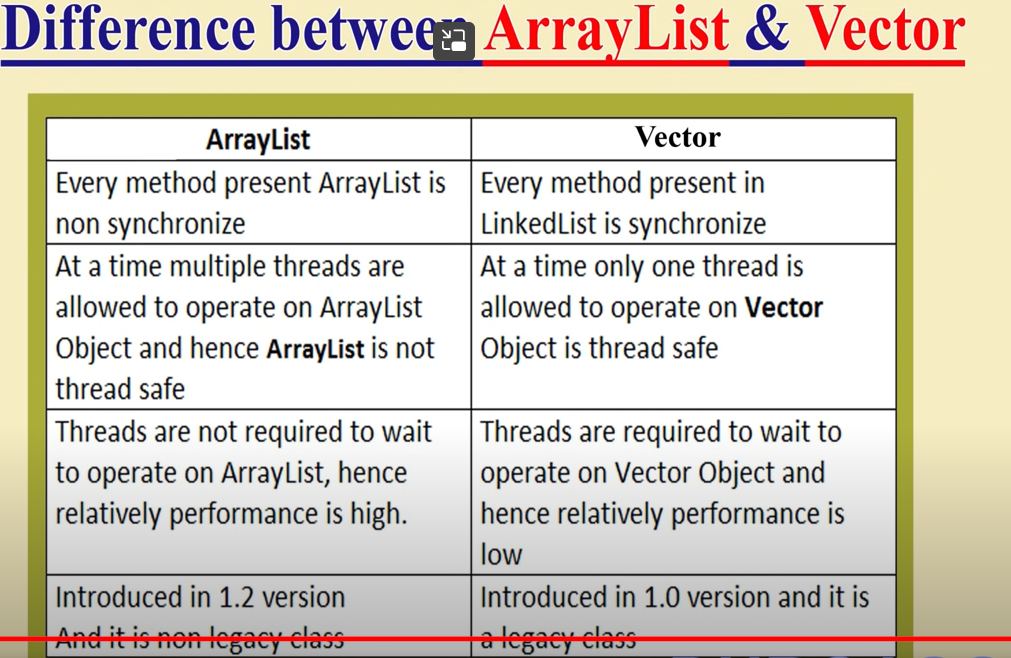 Difference between ArrayList & Vector
ArrayList
Vector
Every method present ArrayList is
non synchronize
Every method present in
LinkedList is synchronize
At a time multiple threads are
allowed to operate on ArrayList
Object and hence ArrayList is not
thread safe
At a time only one thread is
allowed to operate on Vector
Object is thread safe
Threads are not required to wait
to operate on ArrayList, hence
relatively performance is high.
Threads are required to wait to
operate on Vector Object and
hence relatively performance is
low
Introduced in 1.2 version
And it is non legacy class
Introduced in 1.0 version and it is
a legacy class